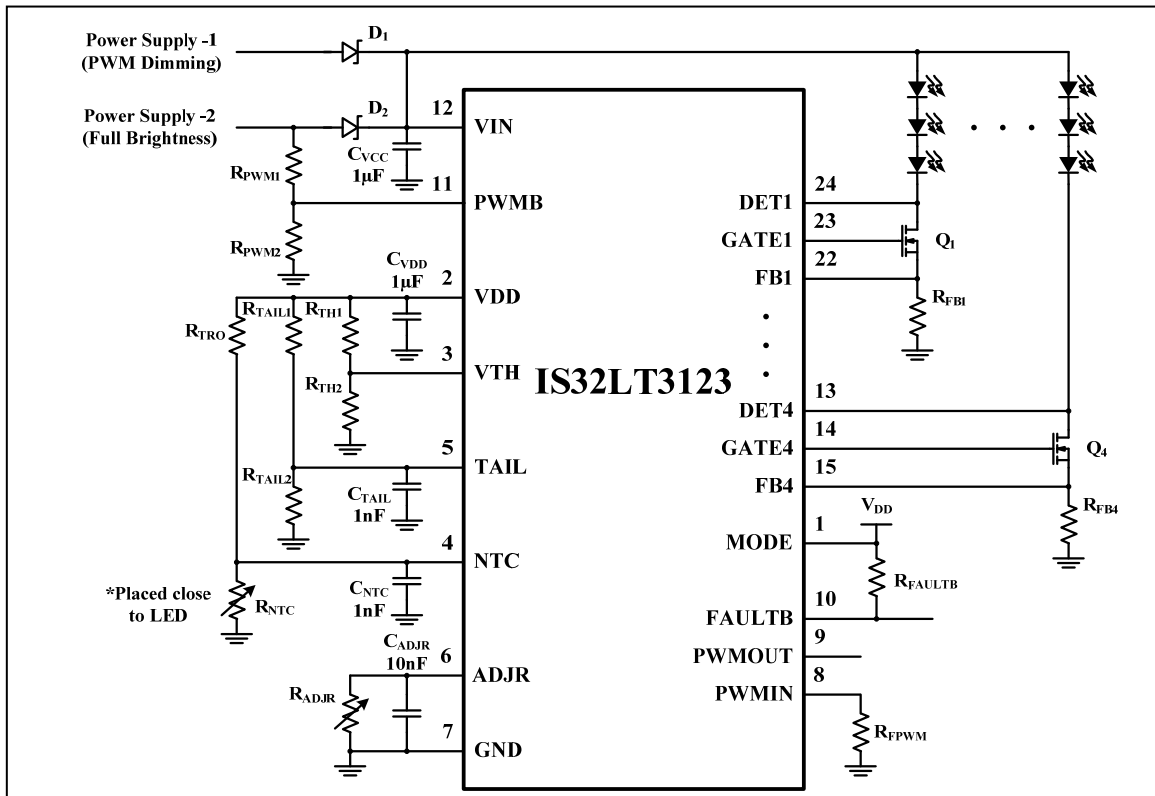 Power Supply -1
(PWM Dimming)
D1
Power Supply -2
(Full Brightness)
D2
12
VIN
CVCC
1µF
RPWM1
11
PWMB
RPWM2
CVDD
1µF
2
VDD
RTRO
RTAIL1
RTH1
3
VTH
RTH2
5
TAIL
RTAIL2
CTAIL
1nF
4
NTC
*Placed close
to LED
RNTC
CNTC
1nF
CADJR
10nF
6
ADJR
RADJR
7
GND
IS32LT3123
24
DET1
23
GATE1
Q1
22
FB1
RFB1
13
DET4
14
GATE4
Q4
15
FB4
RFB4
VDD
1
MODE
RFAULTB
10
FAULTB
9
PWMOUT
8
PWMIN
RFPWM